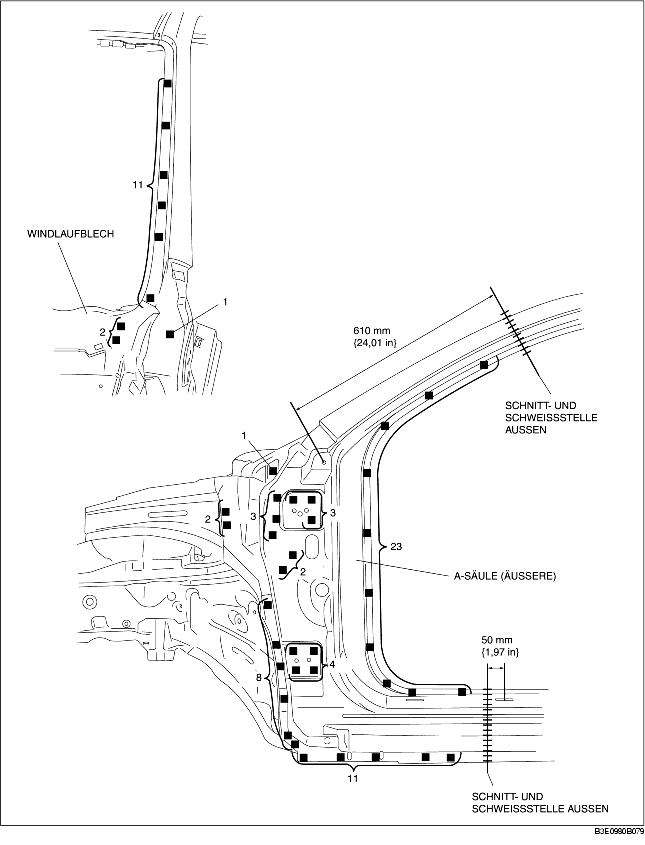 11
WINDLAUFBLECH
2
1
610 mm
{24,01 in}
SCHNITT- UND
SCHWEISSSTELLE
AUSSEN
1
2
3
3
2
23
A-SÄULE (ÄUSSERE)
50 mm
{1,97 in}
8
4
11
SCHNITT- UND
SCHWEISSSTELLE AUSSEN
B3E0980B079